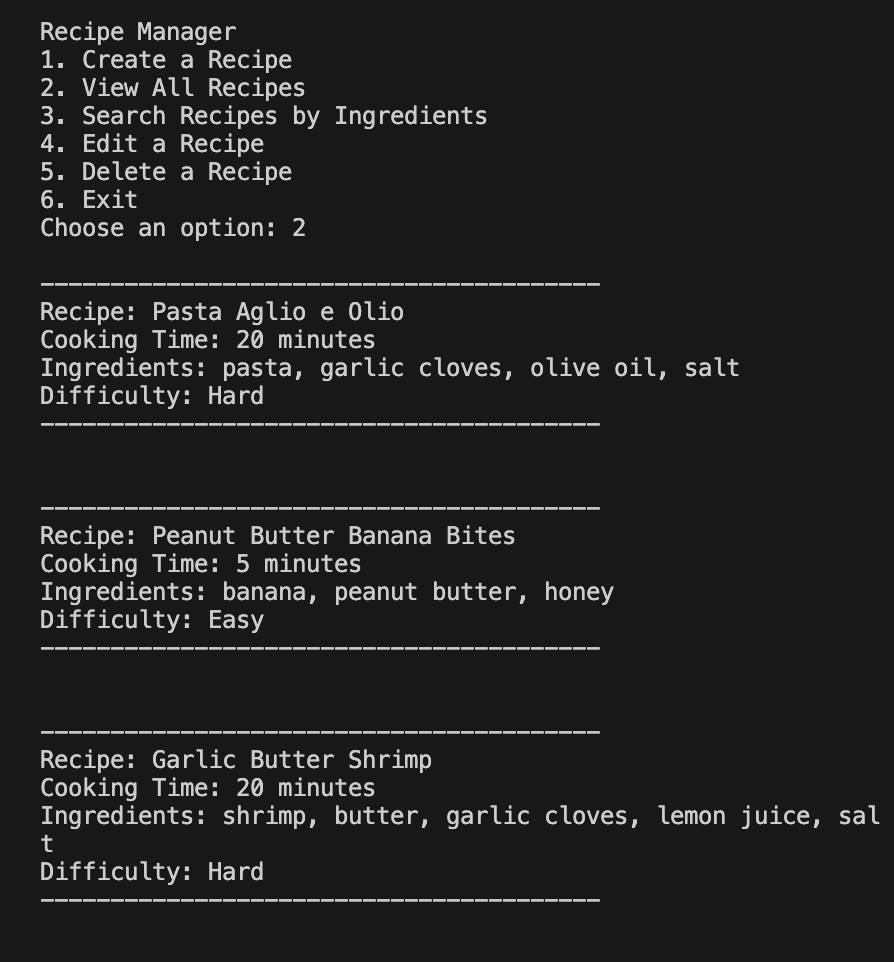 Recipe Manager
1. Create a Recipe
2. View All Recipes
3. Search Recipes by Ingredients
4. Edit a Recipe
5. Delete a Recipe
6. Exit
Choose an option: 2
----------------------------------------
Recipe: Pasta Aglio e Olio
Cooking Time: 20 minutes
Ingredients: pasta, garlic cloves, olive oil, salt
Difficulty: Hard
----------------------------------------
----------------------------------------
Recipe: Peanut Butter Banana Bites
Cooking Time: 5 minutes
Ingredients: banana, peanut butter, honey
Difficulty: Easy
----------------------------------------
----------------------------------------
Recipe: Garlic Butter Shrimp
Cooking Time: 20 minutes
Ingredients: shrimp, butter, garlic cloves, lemon juice, sal
t
Difficulty: Hard
----------------------------------------